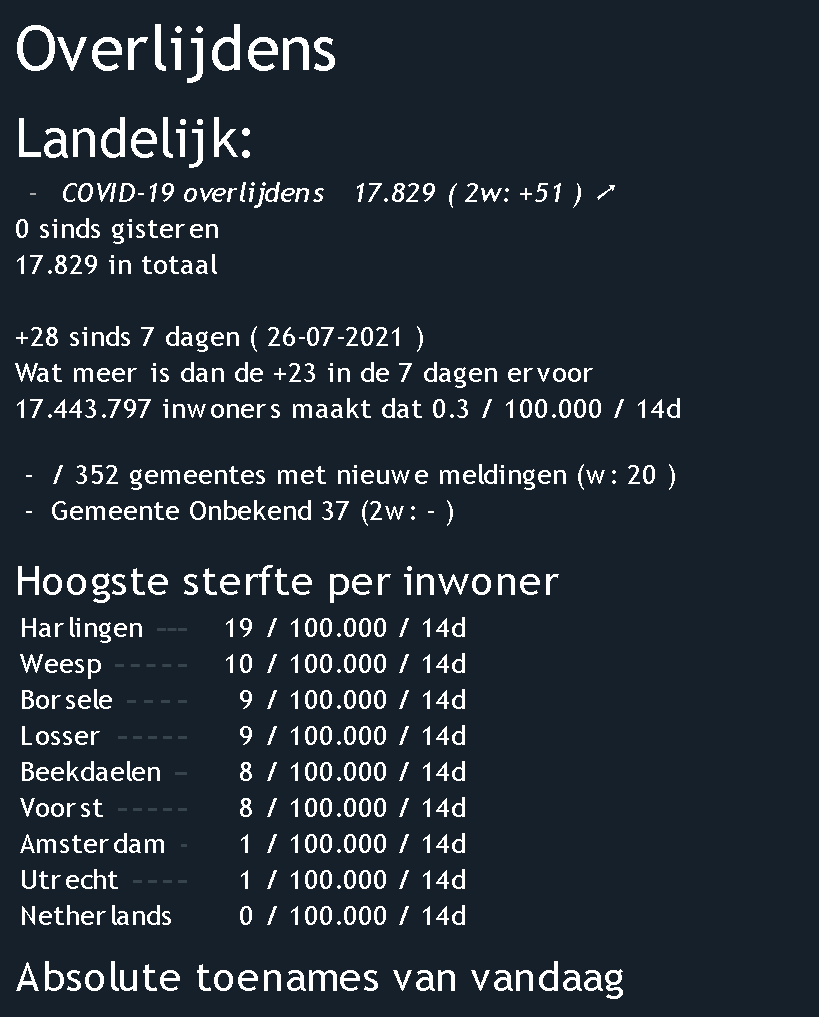 Overlijdens
Landelijk:
- COVID-19 overlijdens 17.829 ( 2w: +51 ) ↗
0 sinds gisteren
17.829 in totaal
+28 sinds 7 dagen ( 26-07-2021 )
Wat meer is dan de +23 in de 7 dagen ervoor
17.443.797 inwoners maakt dat 0.3 / 100.000 / 14d
- / 352 gemeentes met nieuwe meldingen (w: 20 )
- Gemeente Onbekend 37 (2w: - )
Hoogste sterfte per inwoner
Harlingen --- 19 / 100.000 / 14d
Weesp ----- 10 / 100.000 / 14d
Borsele ---- 9 / 100.000 / 14d
Losser ----- 9 / 100.000 / 14d
Beekdaelen - 8 / 100.000 / 14d
Voorst ----- 8 / 100.000 / 14d
Amsterdam - 1 / 100.000 / 14d
Utrecht ---- 1 / 100.000 / 14d
Netherlands 0 / 100.000 / 14d
Absolute toenames van vandaag